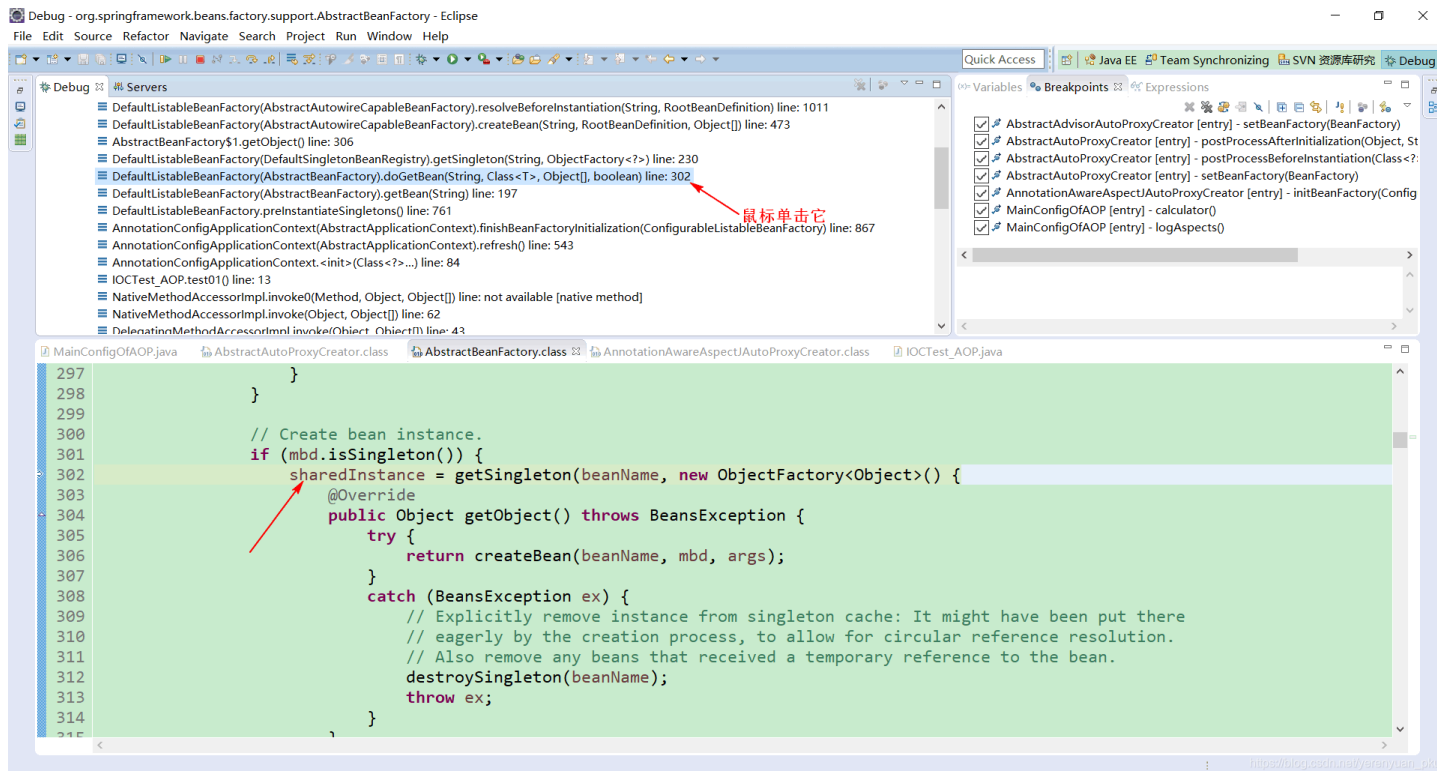 Debug - org.springframework.beans.factory.support.AbstractBeanFactory - Eclipse
File Edit Source Refactor Navigate Search Project Run Window Help
Quick Access Java EE Team Synchronizing SVN 资源库研究 Debug
Debug Servers
DefaultListableBeanFactory(AbstractAutowireCapableBeanFactory).resolveBeforeInstantiation(String, RootBeanDefinition) line: 1011
DefaultListableBeanFactory(AbstractAutowireCapableBeanFactory).createBean(String, RootBeanDefinition, Object[]) line: 473
AbstractBeanFactory$1.getObject() line: 306
DefaultListableBeanFactory(DefaultSingletonBeanRegistry).getSingleton(String, ObjectFactory<?>) line: 230
DefaultListableBeanFactory(AbstractBeanFactory).doGetBean(String, Class<T>, Object[], boolean) line: 302
DefaultListableBeanFactory(AbstractBeanFactory).getBean(String) line: 197
DefaultListableBeanFactory.preInstantiateSingletons() line: 761
鼠标单击它
AnnotationConfigApplicationContext(AbstractApplicationContext).finishBeanFactoryInitialization(ConfigurableListableBeanFactory) line: 867
AnnotationConfigApplicationContext(AbstractApplicationContext).refresh() line: 543
AnnotationConfigApplicationContext.<init>(Class<?>...) line: 84
IOCTest_AOP.test01() line: 13
NativeMethodAccessorImpl.invoke0(Method, Object, Object[]) line: not available [native method]
NativeMethodAccessorImpl.invoke(Object, Object[]) line: 62
DelegatingMethodAccessorImpl.invoke(Object, Object[]) line: 43
(x)= Variables Breakpoints Expressions
AbstractAdvisorAutoProxyCreator [entry] - setBeanFactory(BeanFactory)
AbstractAutoProxyCreator [entry] - postProcessAfterInitialization(Object, St
AbstractAutoProxyCreator [entry] - postProcessBeforeInstantiation(Class<?
AbstractAutoProxyCreator [entry] - setBeanFactory(BeanFactory)
AnnotationAwareAspectJAutoProxyCreator [entry] - initBeanFactory(Config
MainConfigOfAOP [entry] - calculator()
MainConfigOfAOP [entry] - logAspects()
MainConfigOfAOP.java AbstractAutoProxyCreator.class AbstractBeanFactory.class AnnotationAwareAspectJAutoProxyCreator.class IOCTest_AOP.java
297 }
298 }
299
300 // Create bean instance.
301 if (mbd.isSingleton()) {
302 sharedInstance = getSingleton(beanName, new ObjectFactory<Object>() {
303 @Override
304 public Object getObject() throws BeansException {
305 try {
306 return createBean(beanName, mbd, args);
307 }
308 catch (BeansException ex) {
309 // Explicitly remove instance from singleton cache: It might have been put there
310 // eagerly by the creation process, to allow for circular reference resolution.
311 // Also remove any beans that received a temporary reference to the bean.
312 destroySingleton(beanName);
313 throw ex;
314 }
315 }